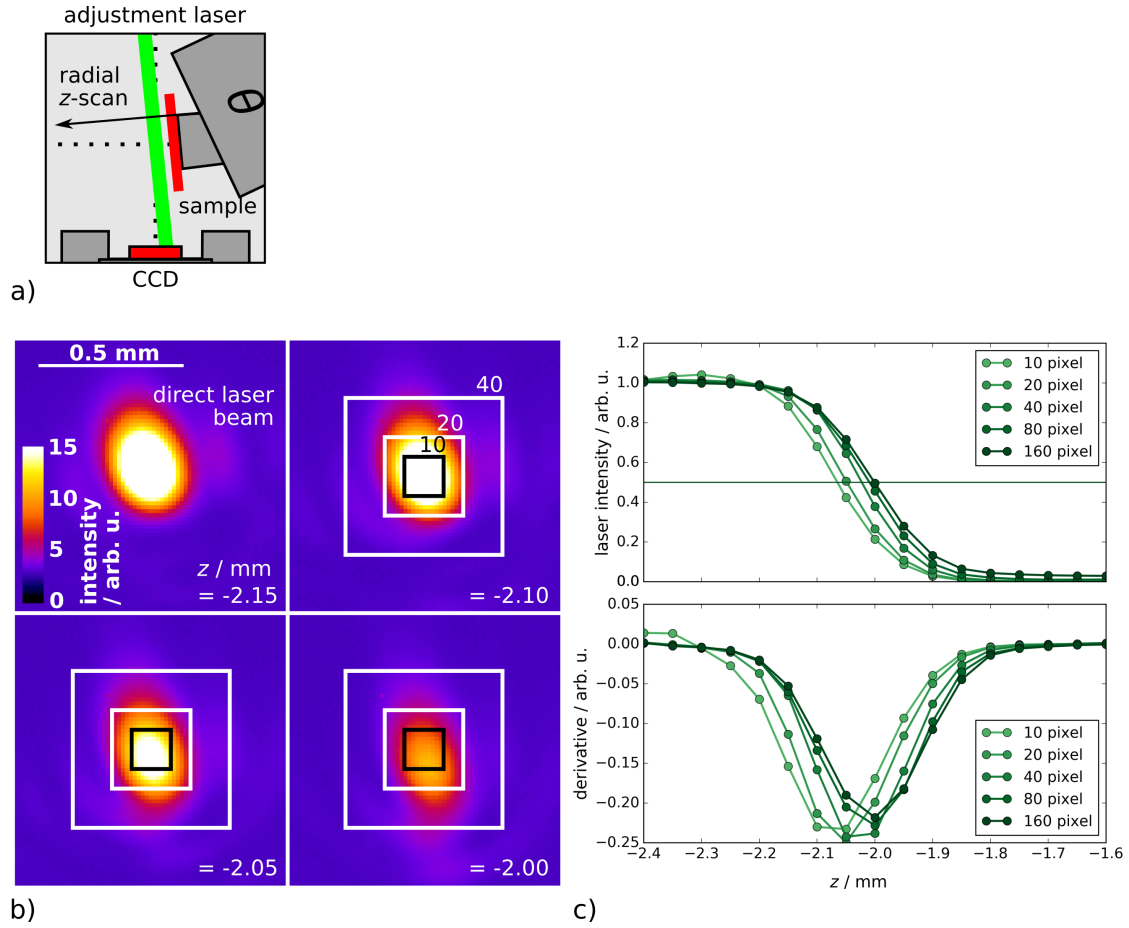 adjustment laser
radial
z-scan
θ
sample
CCD
a)
0.5 mm
direct laser
beam
15
10
5
0
intensity
/ arb. u.
z / mm
= -2.15
40
20
10
= -2.10
= -2.05
= -2.00
b)
1.2
1.0
0.8
0.6
0.4
0.2
0.0
laser intensity / arb. u.
10 pixel
20 pixel
40 pixel
80 pixel
160 pixel
0.05
0.00
−0.05
−0.10
−0.15
−0.20
−0.25
derivative / arb. u.
10 pixel
20 pixel
40 pixel
80 pixel
160 pixel
−2.4 −2.3 −2.2 −2.1 −2.0 −1.9 −1.8 −1.7 −1.6
z / mm
c)